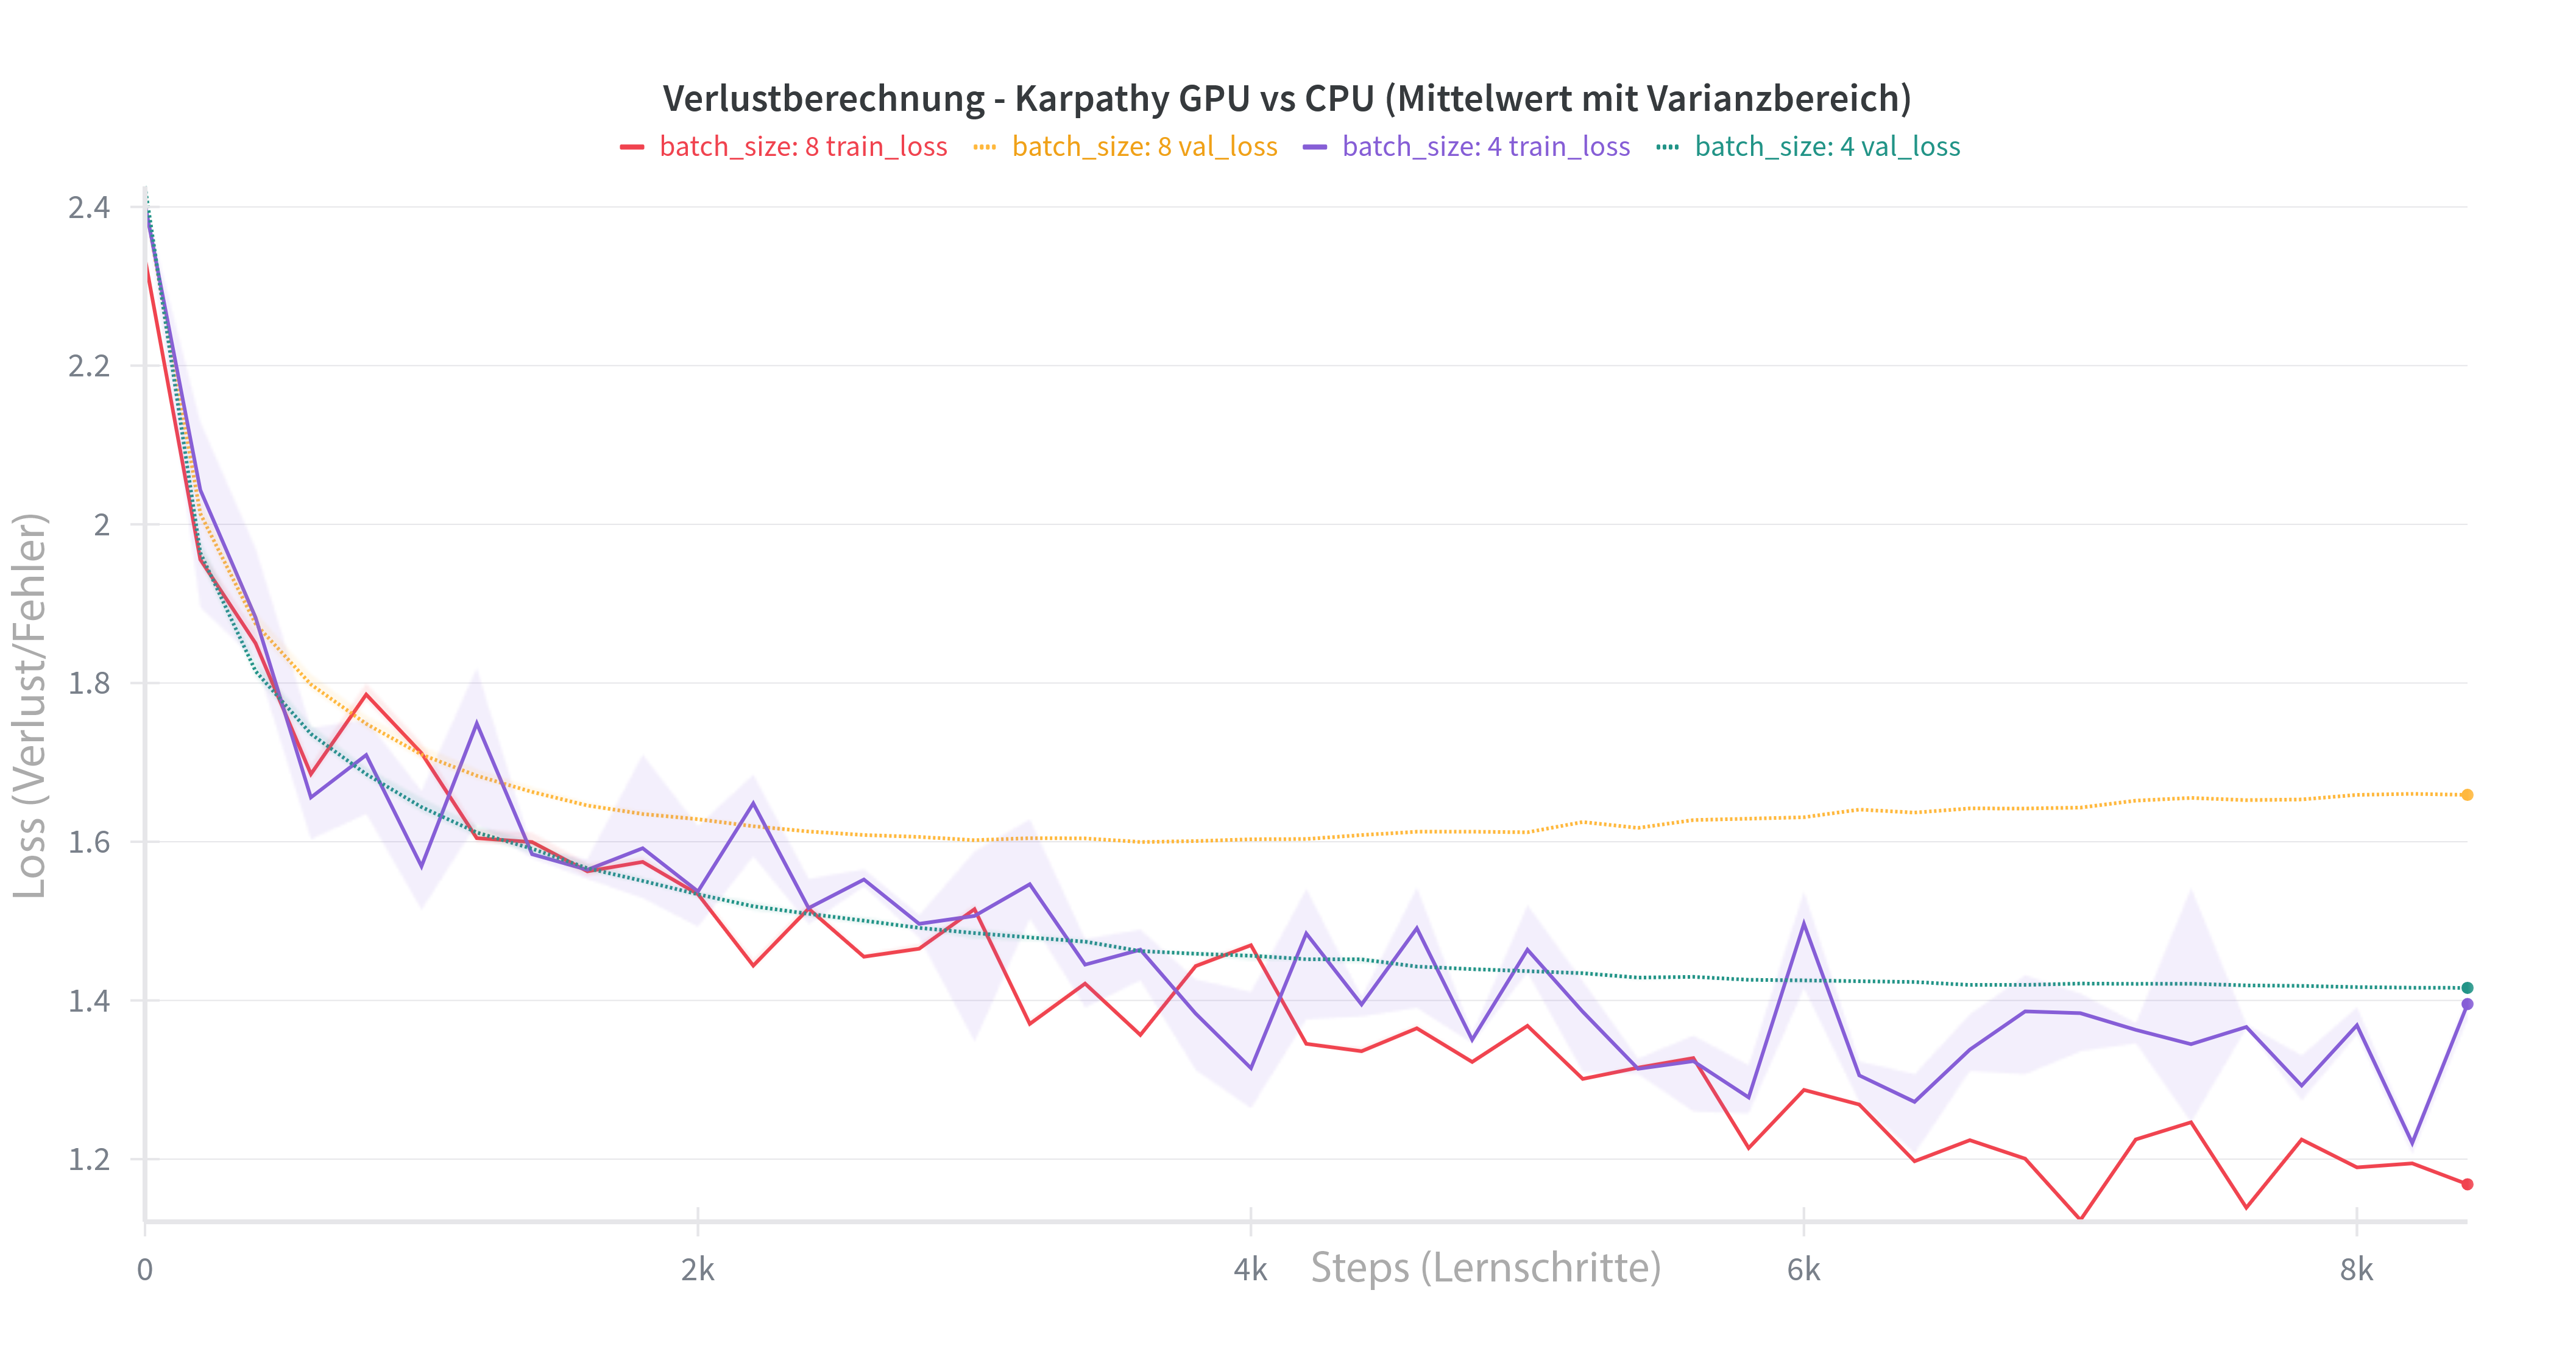 Verlustberechnung - Karpathy GPU vs CPU (Mittelwert mit Varianzbereich)
batch_size: 8 train_loss batch_size: 8 val_loss batch_size: 4 train_loss batch_size: 4 val_loss
Loss (Verlust/Fehler)
2.4
2.2
2
1.8
1.6
1.4
1.2
0 2k 4k 6k 8k
Steps (Lernschritte)